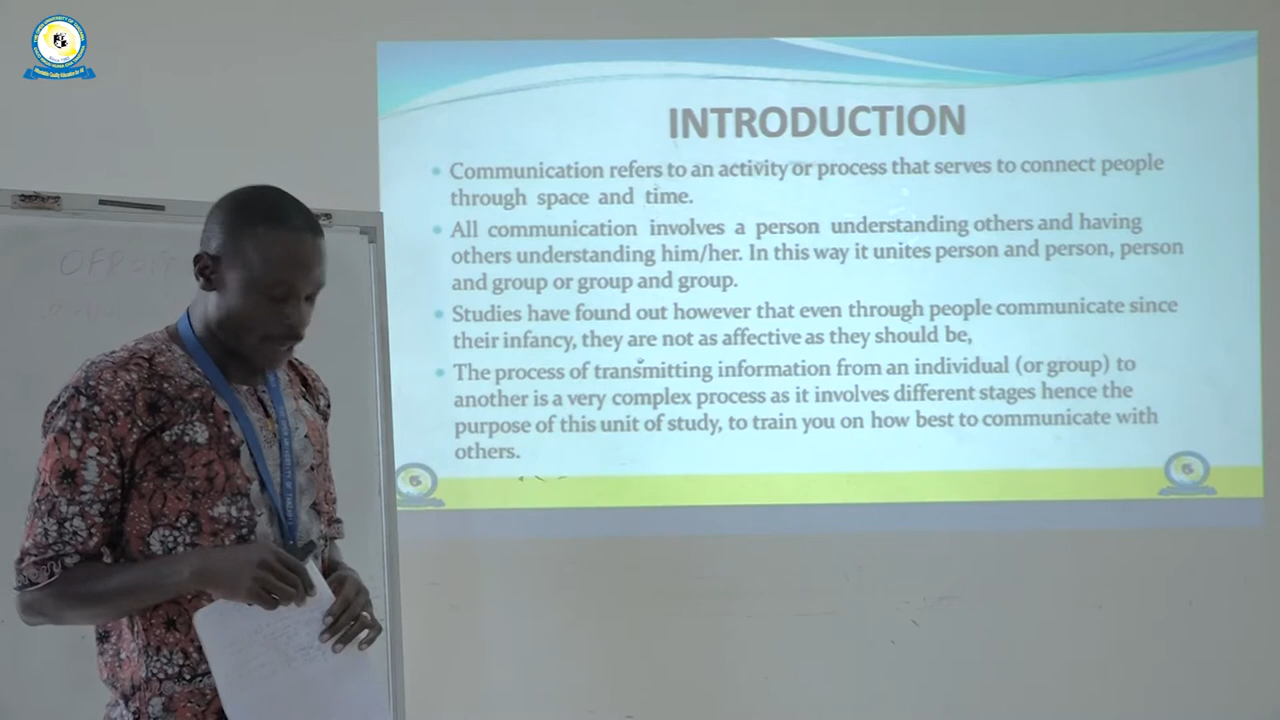 INTRODUCTION
Communication refers to an activity or process that serves to connect people
through space and time.
All communication involves a person understanding others and having
others understanding him/her. In this way it unites person and person, person
and group or group and group.
Studies have found out however that even through people communicate since
their infancy, they are not as affective as they should be,
The process of transmitting information from an individual (or group) to
another is a very complex process as it involves different stages hence the
purpose of this unit of study, to train you on how best to communicate with
others.